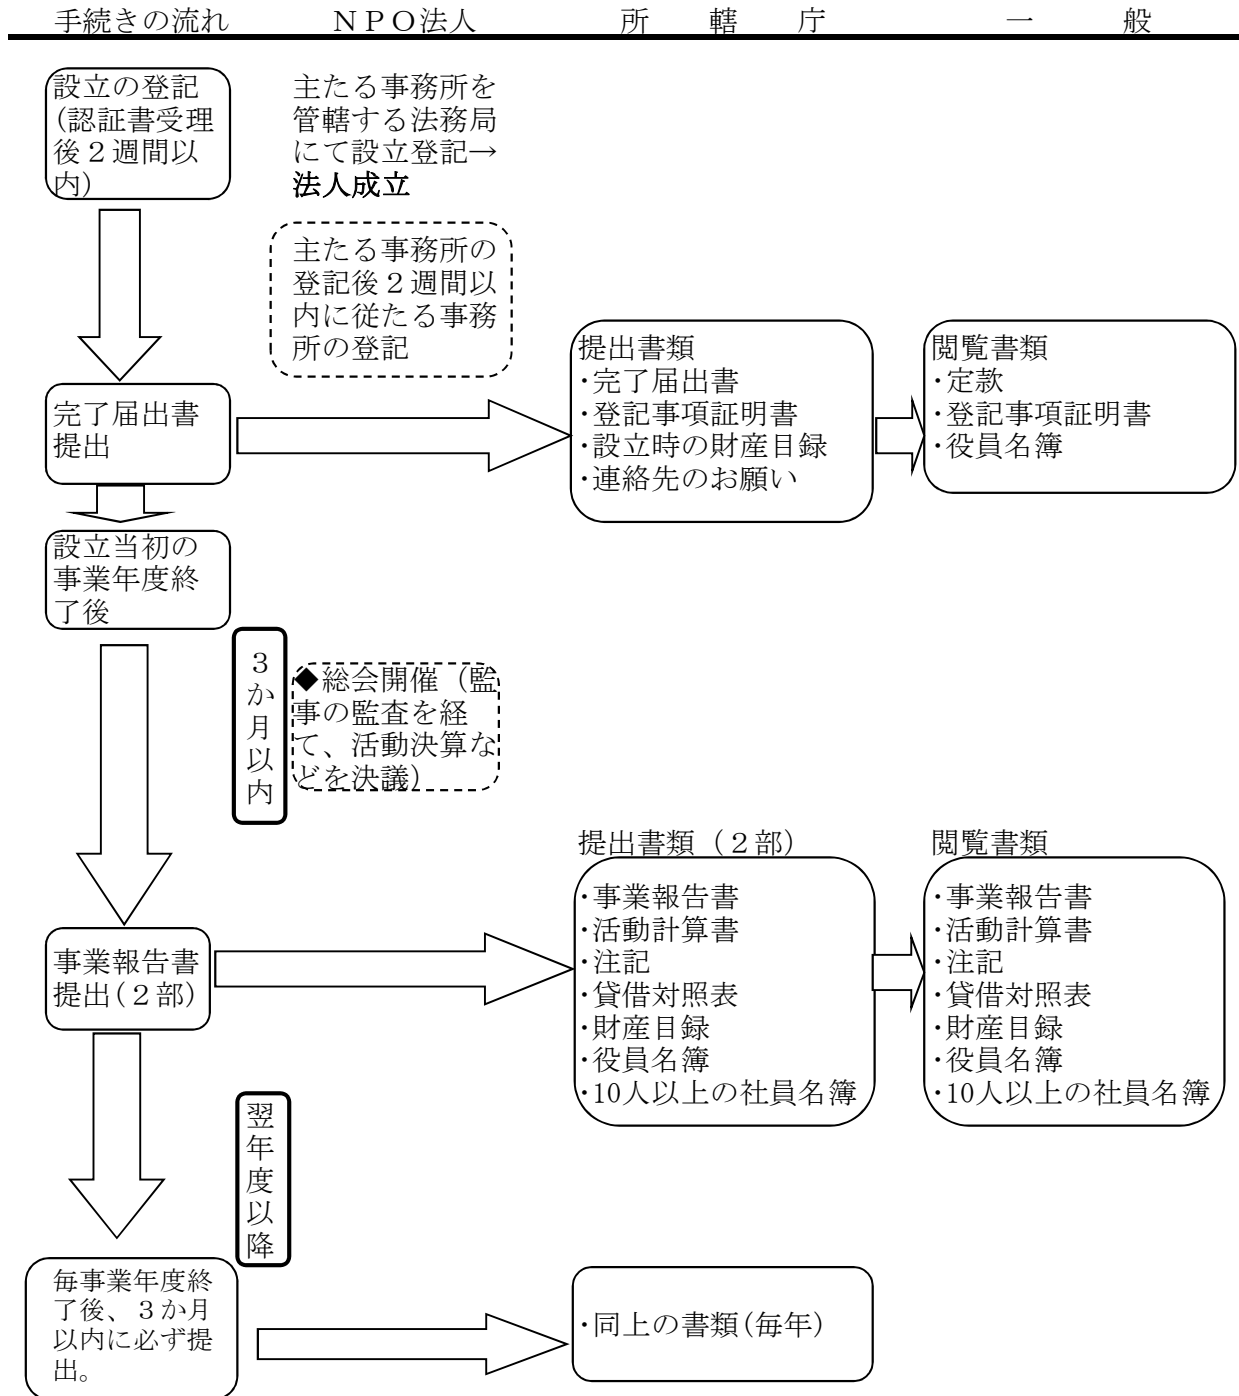 手続きの流れ ＮＰＯ法人 所轄庁 一般
設立の登記
(認証書受理
後２週間以
内)
主たる事務所を
管轄する法務局
にて設立登記→
法人成立
主たる事務所の
登記後２週間以
内に従たる事務
所の登記
完了届出書
提出
提出書類
・完了届出書
・登記事項証明書
・設立時の財産目録
・連絡先のお願い
閲覧書類
・定款
・登記事項証明書
・役員名簿
設立当初の
事業年度終
了後
３か月以内
◆総会開催（監
事の監査を経
て、活動決算な
どを決議）
事業報告書
提出(２部)
提出書類（２部）
・事業報告書
・活動計算書
・注記
・貸借対照表
・財産目録
・役員名簿
・10人以上の社員名簿
閲覧書類
・事業報告書
・活動計算書
・注記
・貸借対照表
・財産目録
・役員名簿
・10人以上の社員名簿
翌年度以降
毎事業年度終
了後、３か月
以内に必ず提
出。
・同上の書類(毎年)